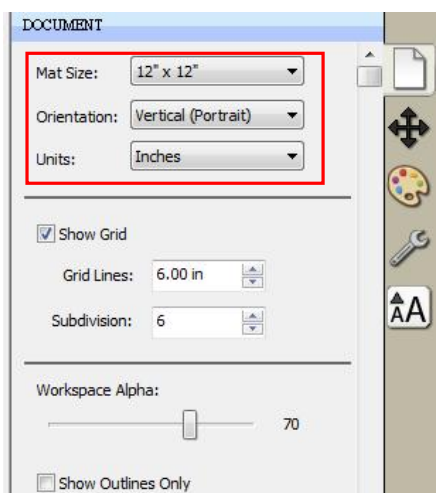 DOCUMENT
Mat Size: 12" x 12"
Orientation: Vertical (Portrait)
Units: Inches
Show Grid
Grid Lines: 6.00 in
Subdivision: 6
Workspace Alpha:
70
Show Outlines Only
AA